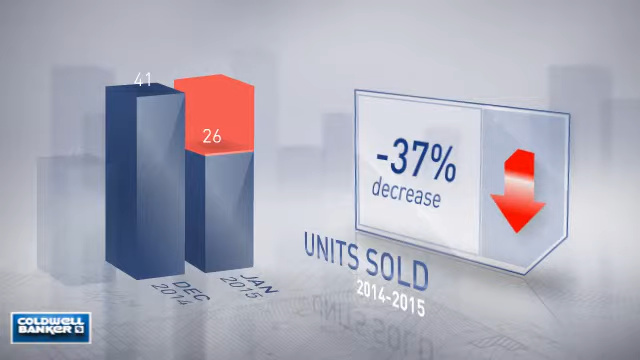 41
26
DEC
2014
JAN
2015
-37%
decrease
UNITS SOLD
2014-2015
COLDWELL
BANKER